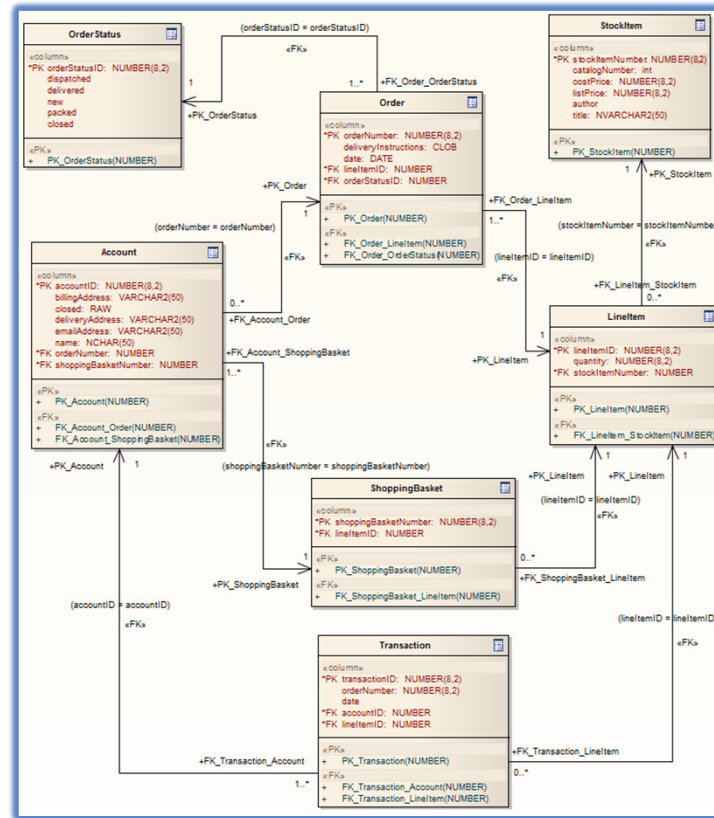 OrderStatus
«column»
*PK orderStatusID: NUMBER(8,2)
dispatched
delivered
new
packed
closed
«PK»
+ PK_OrderStatus(NUMBER)
(orderStatusID = orderStatusID)
«FK»
1
+PK_OrderStatus
1..*
+FK_Order_OrderStatus
StockItem
«column»
*PK stockItemNumber: NUMBER(8,2)
catalogNumber: int
costPrice: NUMBER(8,2)
listPrice: NUMBER(8,2)
author
title: NVARCHAR2(50)
«PK»
+ PK_StockItem(NUMBER)
1
+PK_StockItem
(stockItemNumber = stockItemNumbe
«FK»
+FK_LineItem_StockItem
0..*
Order
«column»
*PK orderNumber: NUMBER(8,2)
deliveryInstructions: CLOB
date: DATE
*FK lineItemID: NUMBER
*FK orderStatusID: NUMBER
«PK»
+ PK_Order(NUMBER)
«FK»
+ FK_Order_LineItem(NUMBER)
+ FK_Order_OrderStatus(NUMBER)
+PK_Order
1
(orderNumber = orderNumber)
«FK»
0..*
+FK_Account_Order
+FK_Order_LineItem
1..*
(lineItemID = lineItemID)
«FK»
1
+PK_LineItem
Account
«column»
*PK accountID: NUMBER(8,2)
billingAddress: VARCHAR2(50)
closed: RAW
deliveryAddress: VARCHAR2(50)
emailAddress: VARCHAR2(50)
name: NCHAR(50)
*FK orderNumber: NUMBER
*FK shoppingBasketNumber: NUMBER
«PK»
+ PK_Account(NUMBER)
«FK»
+ FK_Account_Order(NUMBER)
+ FK_Account_ShoppingBasket(NUMBER)
+FK_Account_ShoppingBasket
1..*
«FK»
(shoppingBasketNumber = shoppingBasketNumber)
1
+PK_ShoppingBasket
LineItem
«column»
*PK lineItemID: NUMBER(8,2)
quantity: NUMBER(8,2)
*FK stockItemNumber: NUMBER
«PK»
+ PK_LineItem(NUMBER)
«FK»
+ FK_LineItem_StockItem(NUMBER)
1
1
+PK_LineItem
+PK_LineItem
(lineItemID = lineItemID)
«FK»
ShoppingBasket
«column»
*PK shoppingBasketNumber: NUMBER(8,2)
*FK lineItemID: NUMBER
«PK»
+ PK_ShoppingBasket(NUMBER)
«FK»
+ FK_ShoppingBasket_LineItem(NUMBER)
0..*
+FK_ShoppingBasket_LineItem
+PK_Account
1
(accountID = accountID)
«FK»
(lineItemID = lineItemID
«FK»
Transaction
«column»
*PK transactionID: NUMBER(8,2)
orderNumber: NUMBER(8,2)
date
*FK accountID: NUMBER
*FK lineItemID: NUMBER
«PK»
+ PK_Transaction(NUMBER)
«FK»
+ FK_Transaction_Account(NUMBER)
+ FK_Transaction_LineItem(NUMBER)
+FK_Transaction_Account
1..*
+FK_Transaction_LineItem
0..*